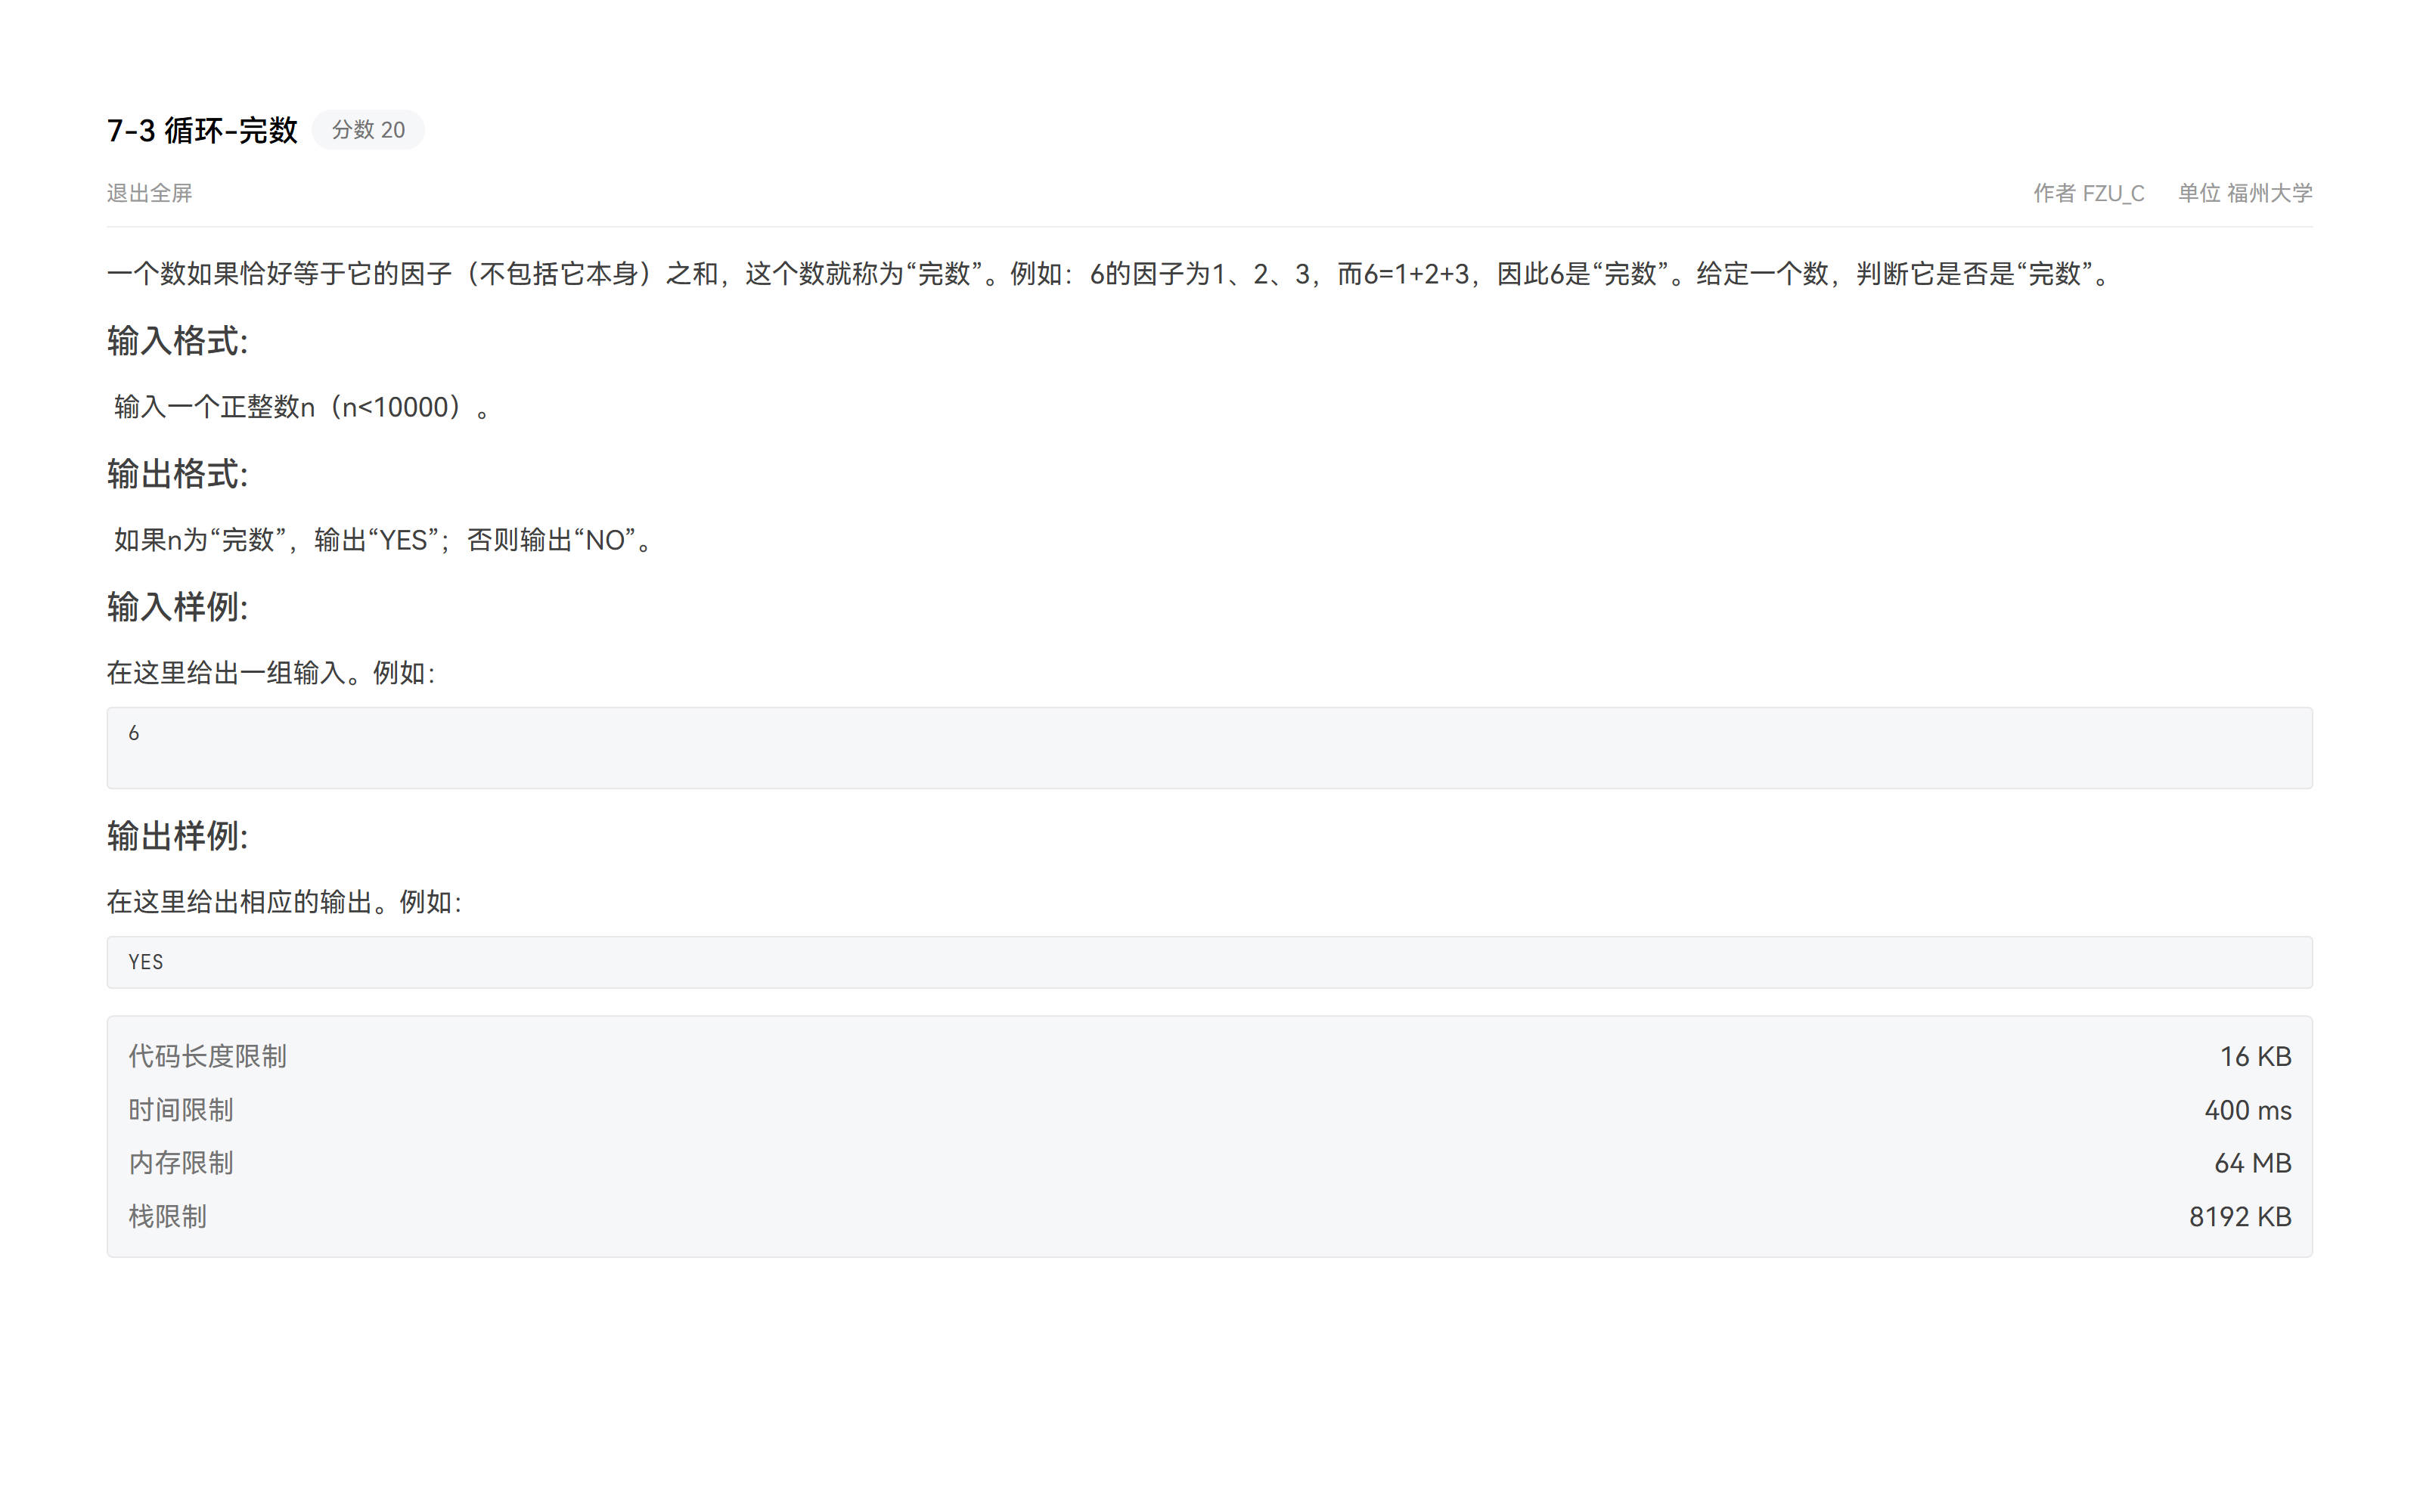 7-3 循环-完数 分数 20
退出全屏 作者 FZU_C 单位 福州大学
一个数如果恰好等于它的因子（不包括它本身）之和，这个数就称为“完数”。例如：6的因子为1、2、3，而6=1+2+3，因此6是“完数”。给定一个数，判断它是否是“完数”。
输入格式:
输入一个正整数n（n<10000）。
输出格式:
如果n为“完数”，输出“YES”；否则输出“NO”。
输入样例:
在这里给出一组输入。例如：
6
输出样例:
在这里给出相应的输出。例如：
YES
代码长度限制 16 KB
时间限制 400 ms
内存限制 64 MB
栈限制 8192 KB